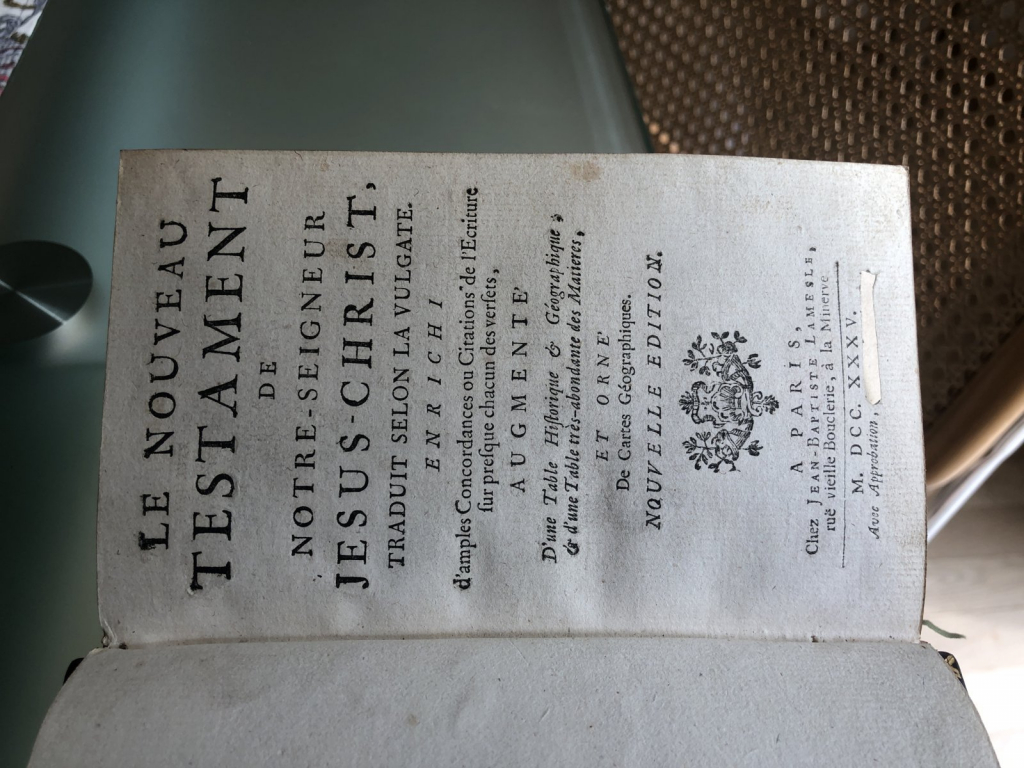 LE NOUVEAU
TESTAMENT
DE
NOTRE-SEIGNEUR
JESUS-CHRIST,
TRADUIT SELON LA VULGATE.
ENRICHI
d'amples Concordances ou Citations de l'Ecriture
ſur preſque chacun des verſets,
AUGMENTE'
D'une Table Hiſtorique & Géographique ;
& d'une Table très-abondante des Matieres,
ET ORNE'
De Cartes Géographiques.
NOUVELLE EDITION.
A PARIS,
Chez JEAN-BAPTISTE LAMESLE,
ruë vieille Bouclerie, à la Minerve
M. DCC. XXXV.
Avec Approbation,